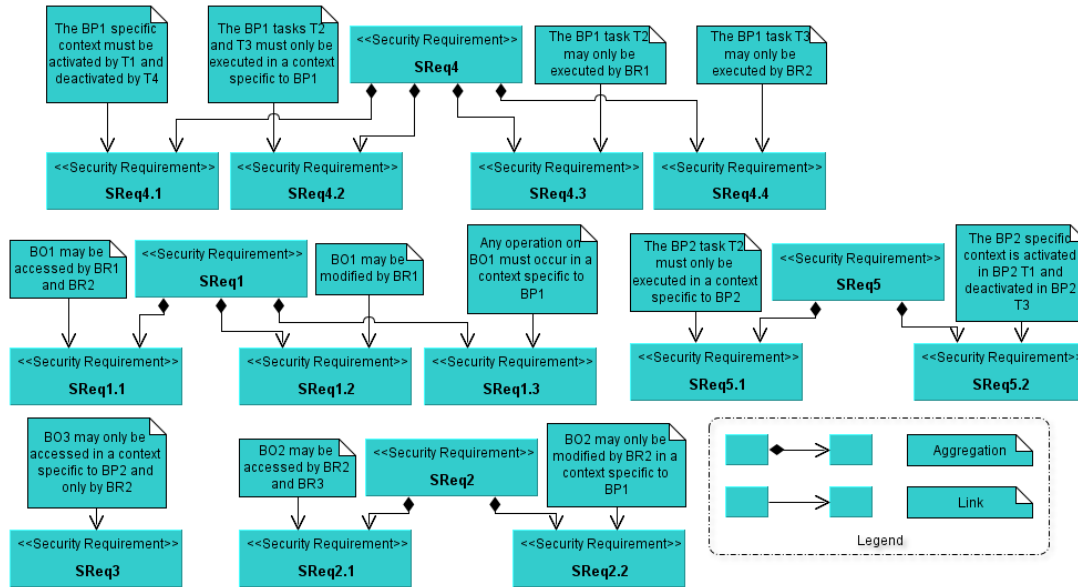 The BP1 specific
context must be
activated by T1 and
deactivated by T4
The BP1 tasks T2
and T3 must only be
executed in a context
specific to BP1
<<Security Requirement>>
SReq4
The BP1 task T2
may only be
executed by BR1
The BP1 task T3
may only be
executed by BR2
<<Security Requirement>>
SReq4.1
<<Security Requirement>>
SReq4.2
<<Security Requirement>>
SReq4.3
<<Security Requirement>>
SReq4.4
BO1 may be
accessed by BR1
and BR2
<<Security Requirement>>
SReq1
BO1 may be
modified by BR1
Any operation on
BO1 must occur in a
context specific to
BP1
The BP2 task T2
must only be
executed in a context
specific to BP2
<<Security Requirement>>
SReq5
The BP2 specific
context is activated
in BP2 T1 and
deactivated in BP2
T3
<<Security Requirement>>
SReq1.1
<<Security Requirement>>
SReq1.2
<<Security Requirement>>
SReq1.3
<<Security Requirement>>
SReq5.1
<<Security Requirement>>
SReq5.2
BO3 may only be
accessed in a context
specific to BP2 and
only by BR2
BO2 may be
accessed by BR2
and BR3
<<Security Requirement>>
SReq2
BO2 may only be
modified by BR2 in a
context specific to
BP1
<<Security Requirement>>
SReq3
<<Security Requirement>>
SReq2.1
<<Security Requirement>>
SReq2.2
Aggregation
Link
Legend